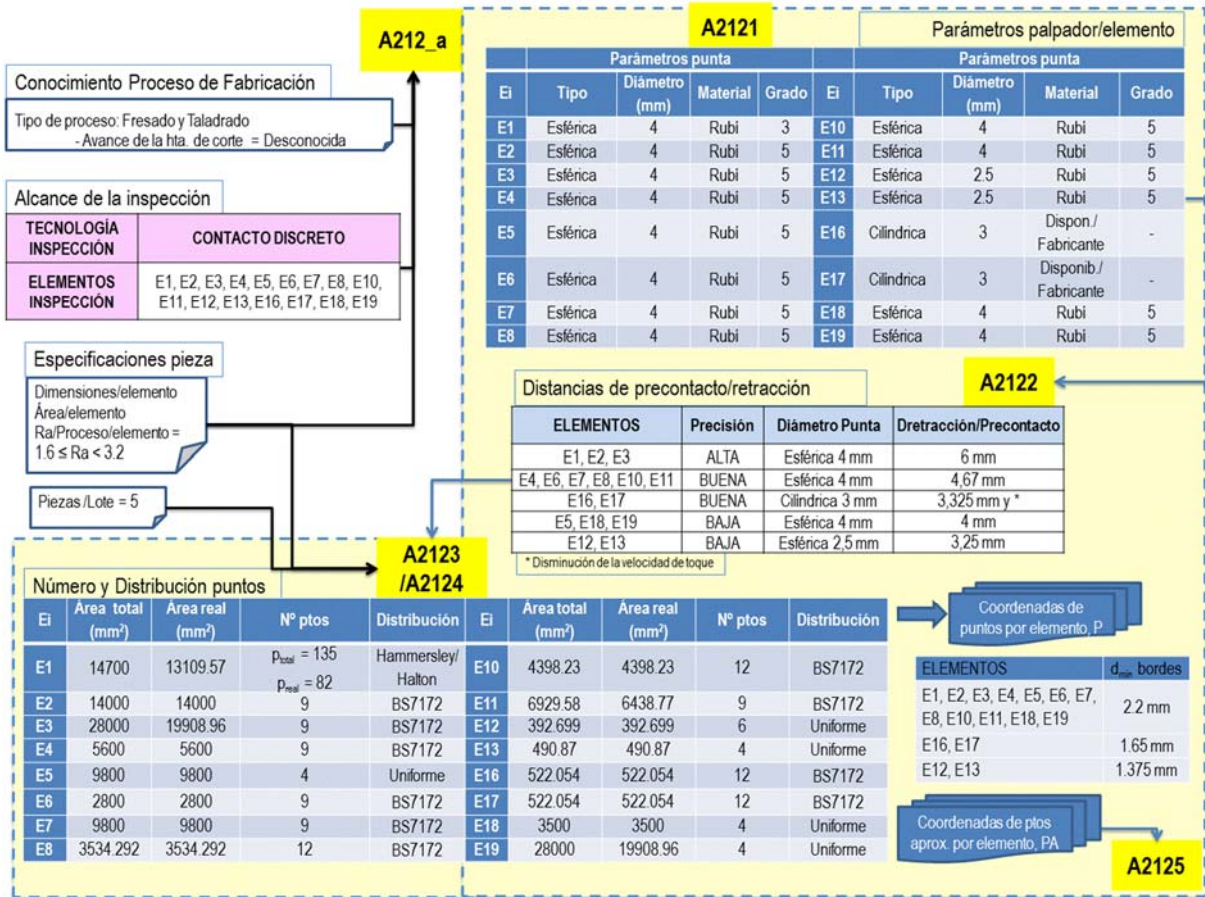 A212_a
Conocimiento Proceso de Fabricación
Tipo de proceso: Fresado y Taladrado
- Avance de la hta. de corte = Desconocida
Alcance de la inspección
TECNOLOGÍA INSPECCIÓN CONTACTO DISCRETO
ELEMENTOS INSPECCIÓN E1, E2, E3, E4, E5, E6, E7, E8, E10,
E11, E12, E13, E16, E17, E18, E19
Especificaciones pieza
Dimensiones/elemento
Área/elemento
Ra/Proceso/elemento =
1.6 ≤ Ra < 3.2
Piezas /Lote = 5
A2121
Parámetros palpador/elemento
Parámetros punta Parámetros punta
Ei Tipo Diámetro (mm) Material Grado Ei Tipo Diámetro (mm) Material Grado
E1 Esférica 4 Rubí 3 E10 Esférica 4 Rubí 5
E2 Esférica 4 Rubí 5 E11 Esférica 4 Rubí 5
E3 Esférica 4 Rubí 5 E12 Esférica 2.5 Rubí 5
E4 Esférica 4 Rubí 5 E13 Esférica 2.5 Rubí 5
E5 Esférica 4 Rubí 5 E16 Cilíndrica 3 Dispon./ Fabricante -
E6 Esférica 4 Rubí 5 E17 Cilíndrica 3 Disponib./ Fabricante -
E7 Esférica 4 Rubí 5 E18 Esférica 4 Rubí 5
E8 Esférica 4 Rubí 5 E19 Esférica 4 Rubí 5
Distancias de precontacto/retracción
A2122
ELEMENTOS Precisión Diámetro Punta Dretracción/Precontacto
E1, E2, E3 ALTA Esférica 4 mm 6 mm
E4, E6, E7, E8, E10, E11 BUENA Esférica 4 mm 4,67 mm
E16, E17 BUENA Cilíndrica 3 mm 3,325 mm y *
E5, E18, E19 BAJA Esférica 4 mm 4 mm
E12, E13 BAJA Esférica 2,5 mm 3,25 mm
* Disminución de la velocidad de toque
A2123
/A2124
Número y Distribución puntos
Ei Área total (mm²) Área real (mm²) Nº ptos Distribución Ei Área total (mm²) Área real (mm²) Nº ptos Distribución
E1 14700 13109.57 ptotal = 135 preal = 82 Hammersley/ Halton E10 4398.23 4398.23 12 BS7172
E2 14000 14000 9 BS7172 E11 6929.58 6438.77 9 BS7172
E3 28000 19908.96 9 BS7172 E12 392.699 392.699 6 Uniforme
E4 5600 5600 9 BS7172 E13 490.87 490.87 4 Uniforme
E5 9800 9800 4 Uniforme E16 522.054 522.054 12 BS7172
E6 2800 2800 9 BS7172 E17 522.054 522.054 12 BS7172
E7 9800 9800 9 BS7172 E18 3500 3500 4 Uniforme
E8 3534.292 3534.292 12 BS7172 E19 28000 19908.96 4 Uniforme
Coordenadas de
puntos por elemento, P
ELEMENTOS dmin bordes
E1, E2, E3, E4, E5, E6, E7,
E8, E10, E11, E18, E19 2.2 mm
E16, E17 1.65 mm
E12, E13 1.375 mm
Coordenadas de ptos
aprox. por elemento, PA
A2125